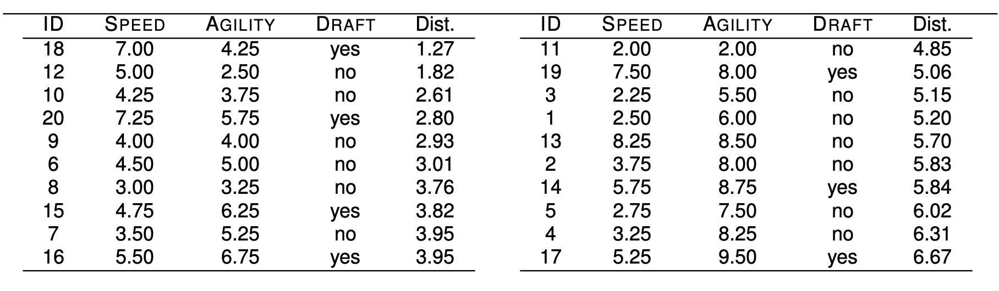 ID SPEED AGILITY DRAFT Dist. ID SPEED AGILITY DRAFT Dist.
18 7.00 4.25 yes 1.27 11 2.00 2.00 no 4.85
12 5.00 2.50 no 1.82 19 7.50 8.00 yes 5.06
10 4.25 3.75 no 2.61 3 2.25 5.50 no 5.15
20 7.25 5.75 yes 2.80 1 2.50 6.00 no 5.20
9 4.00 4.00 no 2.93 13 8.25 8.50 no 5.70
6 4.50 5.00 no 3.01 2 3.75 8.00 no 5.83
8 3.00 3.25 no 3.76 14 5.75 8.75 yes 5.84
15 4.75 6.25 yes 3.82 5 2.75 7.50 no 6.02
7 3.50 5.25 no 3.95 4 3.25 8.25 no 6.31
16 5.50 6.75 yes 3.95 17 5.25 9.50 yes 6.67